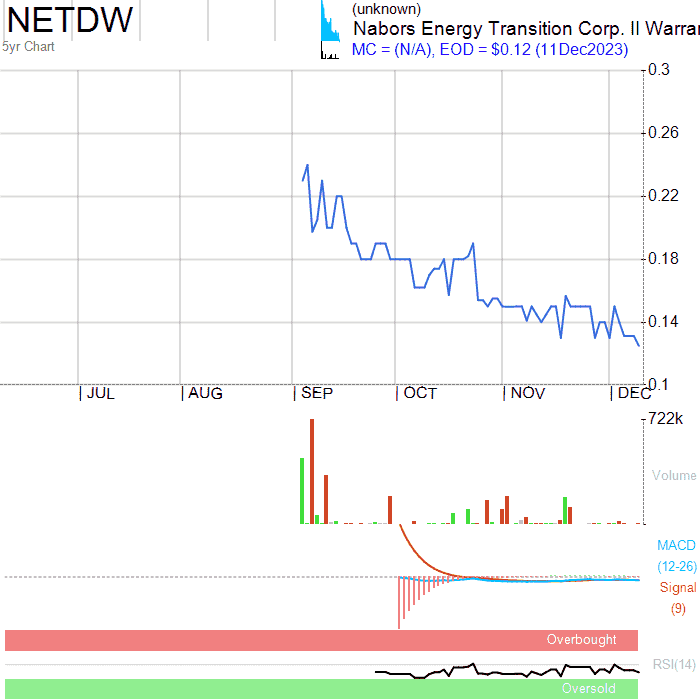 NETDW
5yr Chart
(unknown)
Nabors Energy Transition Corp. II Warra
MC = (N/A), EOD = $0.12 (11Dec2023)
0.3
0.26
0.22
0.18
0.14
0.1
JUL AUG SEP OCT NOV DEC
722k
Volume
MACD
(12-26)
Signal
(9)
Overbought
RSI(14)
Oversold